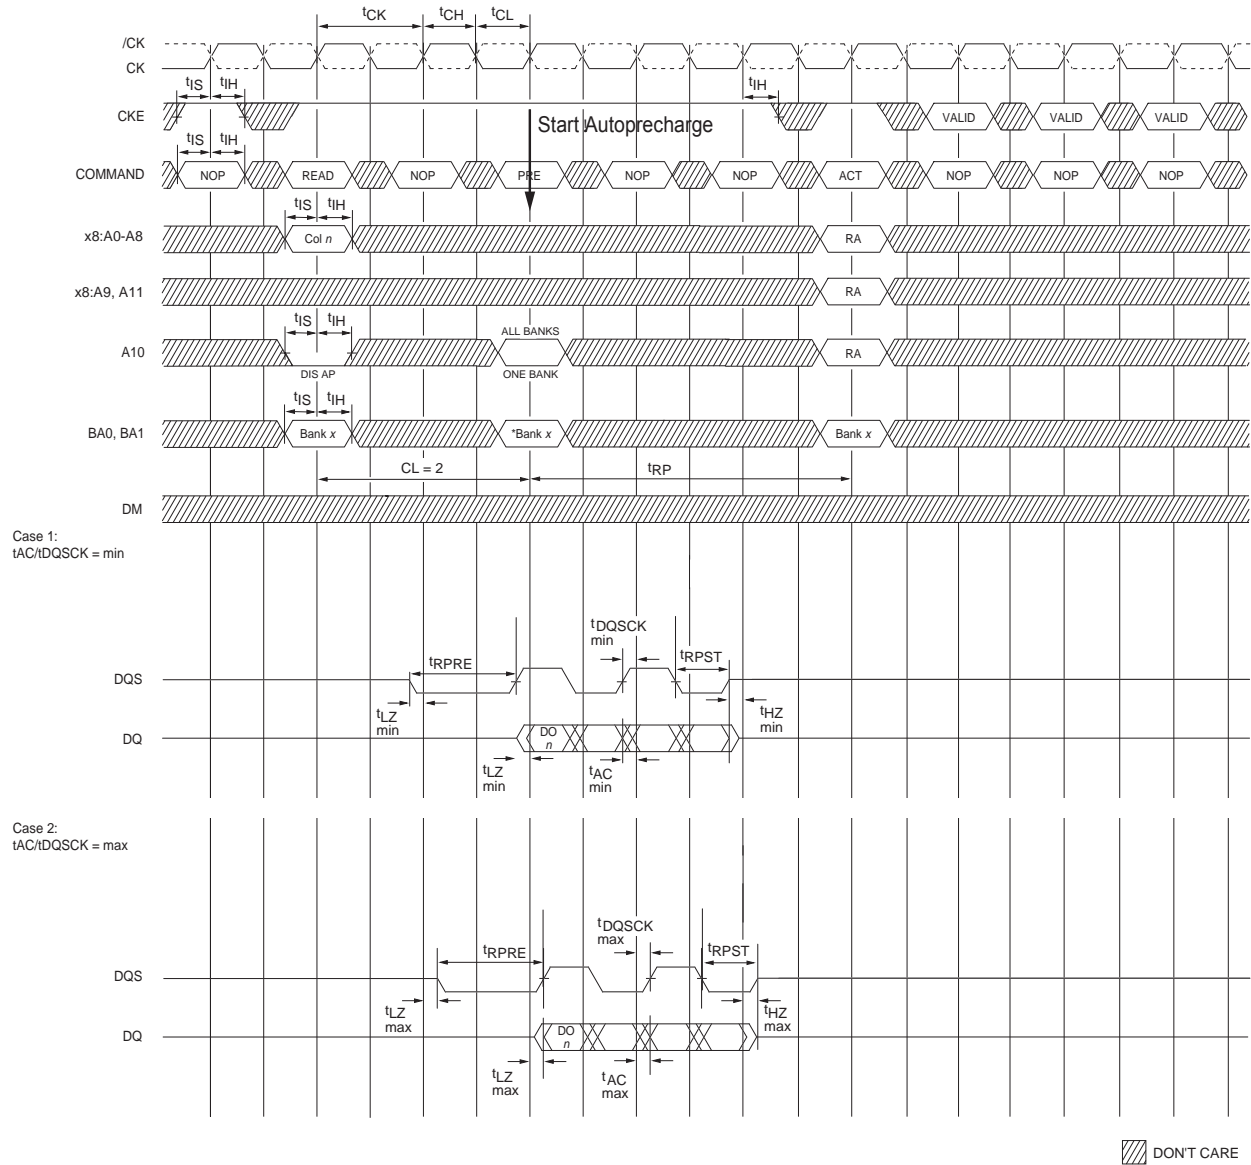 tCK tCH tCL
/CK
CK
tIS tIH tIH
CKE VALID VALID VALID
Start Autoprecharge
tIS tIH
COMMAND NOP READ NOP PRE NOP NOP ACT NOP NOP NOP
tIS tIH
x8:A0-A8 Col n RA
x8:A9, A11 RA
tIS tIH ALL BANKS
A10 RA
DIS AP ONE BANK
tIS tIH
BA0, BA1 Bank x *Bank x Bank x
CL = 2 tRP
DM
Case 1:
tAC/tDQSCK = min
tDQSCK
min
tRPRE tRPST
DQS
tLZ
min
tHZ
min
DQ DO
n
tLZ
min
tAC
min
Case 2:
tAC/tDQSCK = max
tDQSCK
max
tRPRE tRPST
DQS
tLZ
max
tHZ
max
DQ DO
n
tLZ
max
tAC
max
DON'T CARE